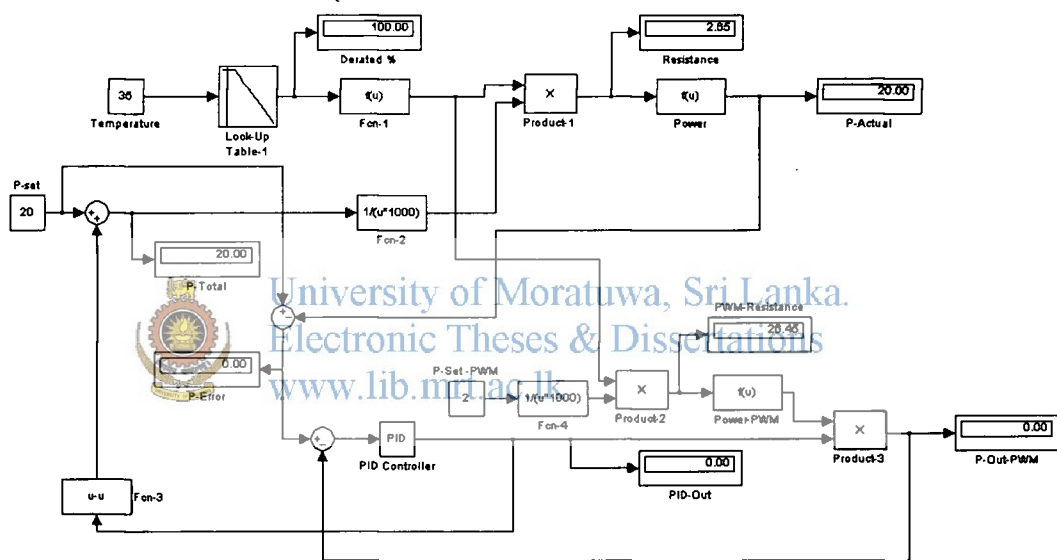 100.00
Derated %
2.65
Resistance
35
Temperature
Look-Up
Table-1
f(u)
Fcn-1
×
Product-1
f(u)
Power
20.00
P-Actual
P-set
20
1/(u*1000)
Fcn-2
20.00
P-Total
University of Moratuwa, Sri Lanka.
Electronic Theses & Dissertations
www.lib.mrt.ac.lk
0.00
P-Error
PWM-Resistance
26.45
P-Set-PWM
2
1/(u*1000)
Fcn-4
×
Product-2
f(u)
Power-PWM
×
Product-3
0.00
P-Out-PWM
PID
PID Controller
0.00
PID-Out
u-u
Fcn-3